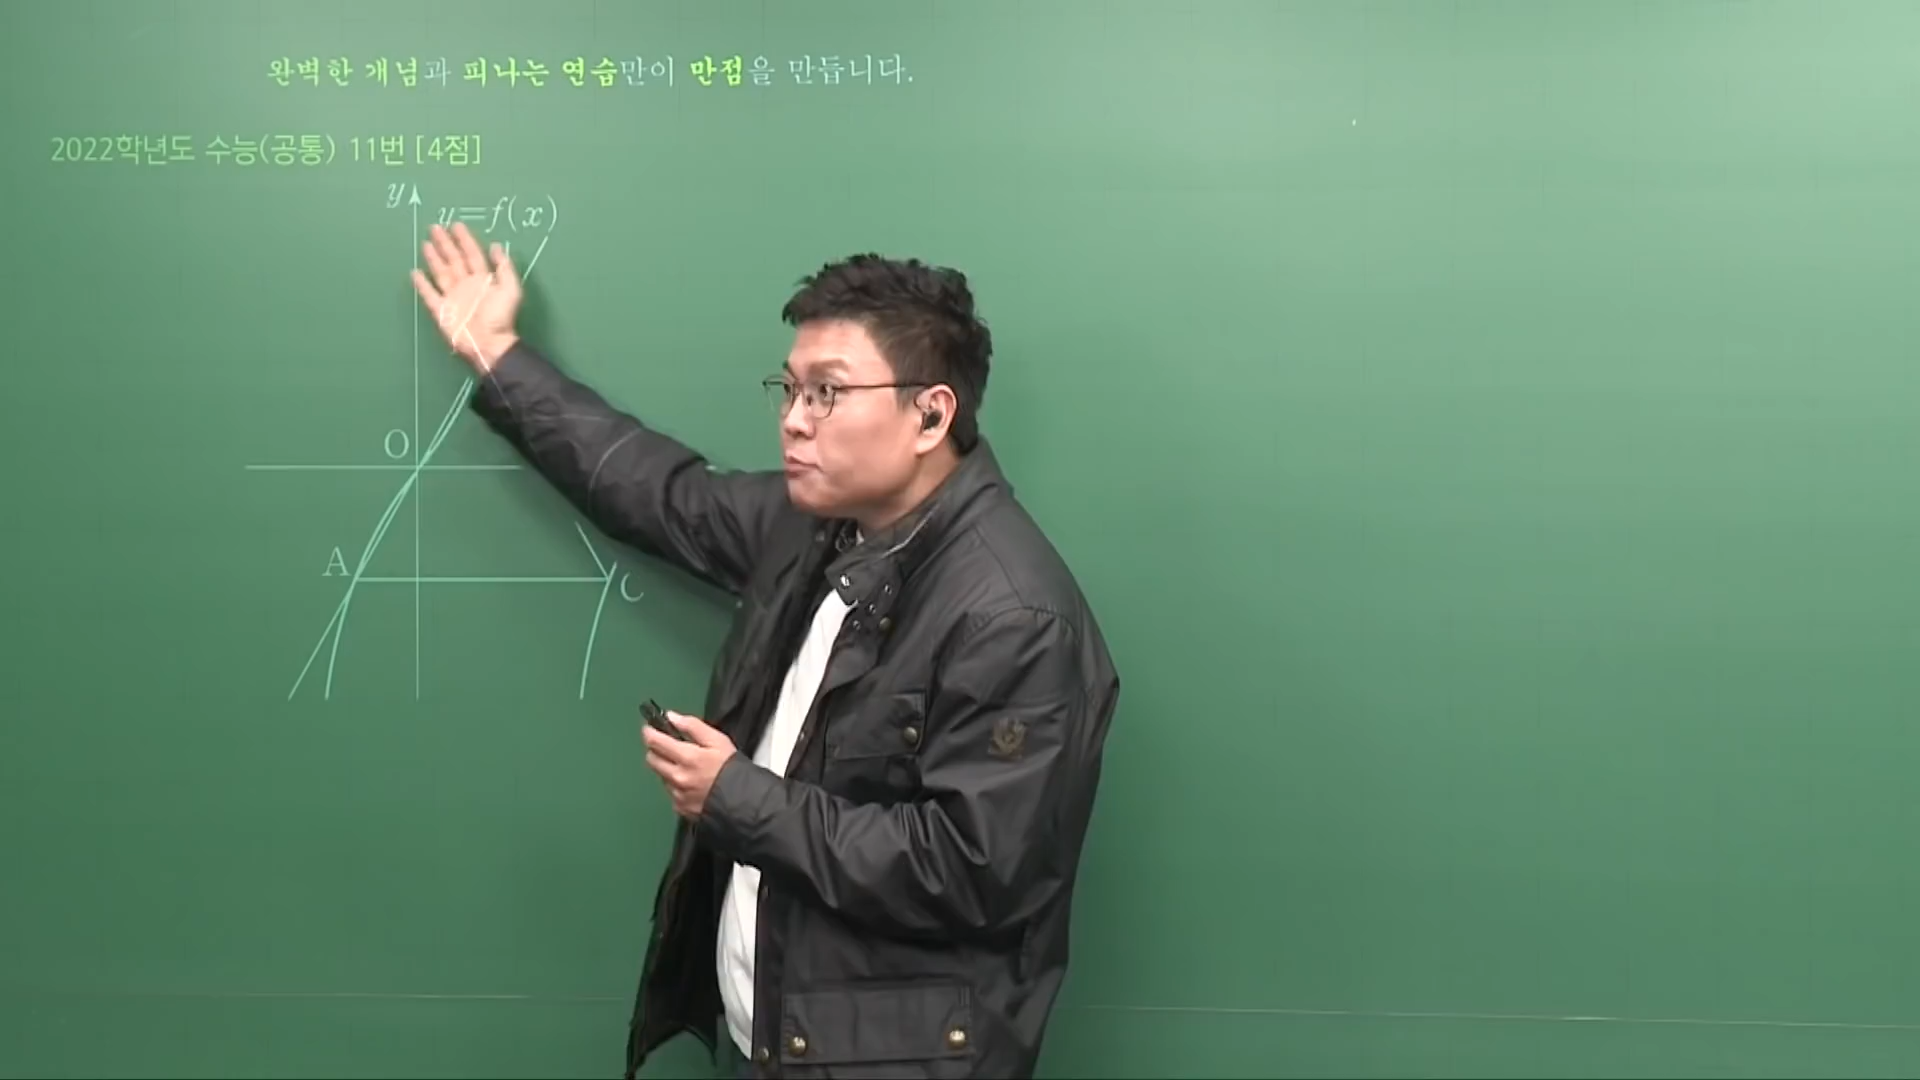 완벽한 개념과 피나는 연습만이 만점을 만듭니다.
2022학년도 수능(공통) 11번 [4점]
y
y=f(x)
B
O
A
C